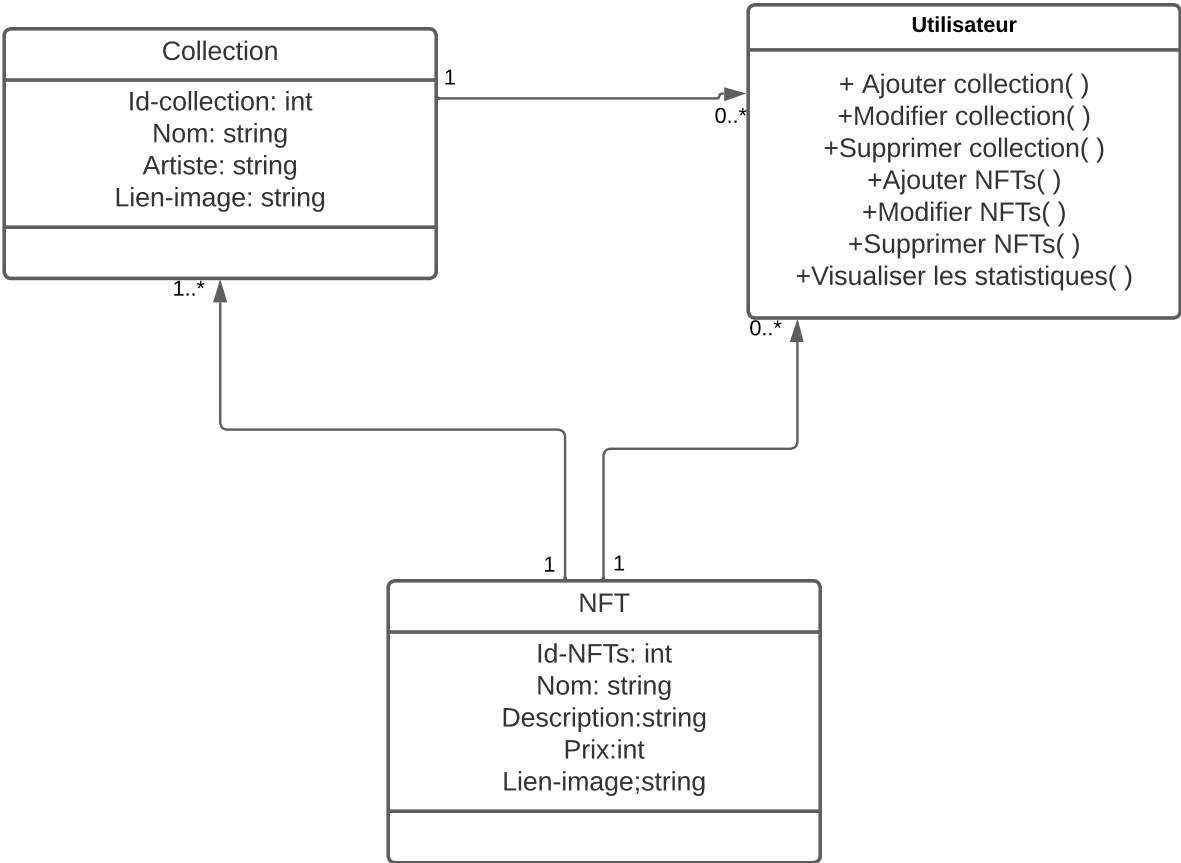 Collection
Id-collection: int
Nom: string
Artiste: string
Lien-image: string
1
0..*
Utilisateur
+ Ajouter collection( )
+Modifier collection( )
+Supprimer collection( )
+Ajouter NFTs( )
+Modifier NFTs( )
+Supprimer NFTs( )
+Visualiser les statistiques( )
1..*
0..*
1
1
NFT
Id-NFTs: int
Nom: string
Description:string
Prix:int
Lien-image;string